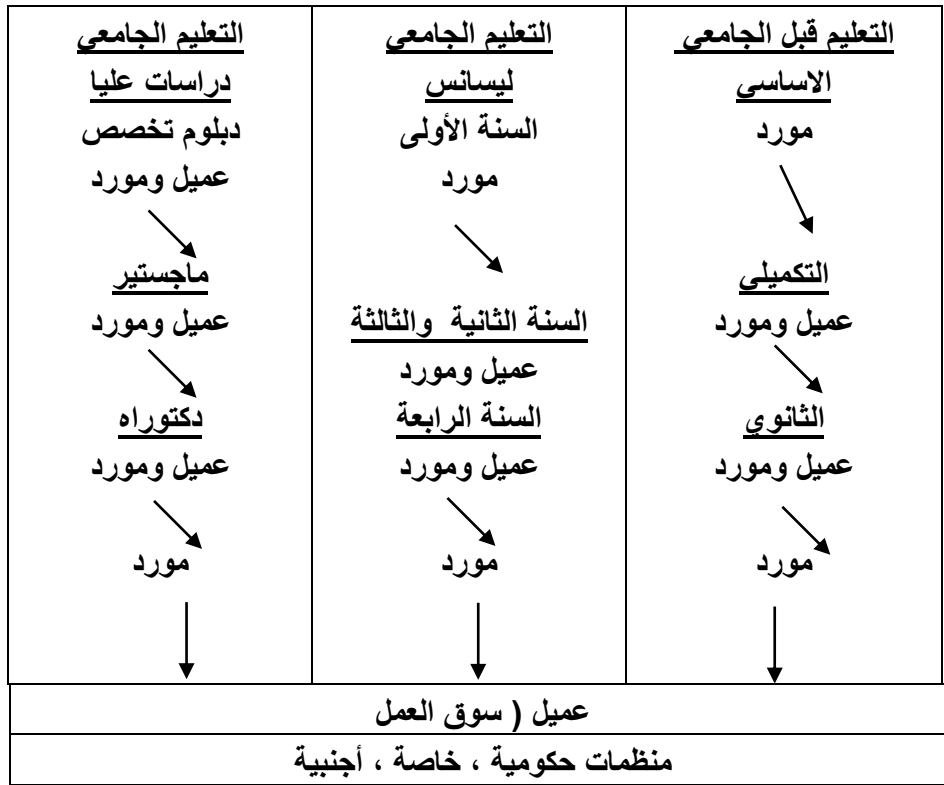 التعليم قبل الجامعي
الاساسي
مورد
التكميلي
عميل ومورد
الثانوي
عميل ومورد
مورد
التعليم الجامعي
ليسانس
السنة الأولى
مورد
السنة الثانية والثالثة
عميل ومورد
السنة الرابعة
عميل ومورد
مورد
التعليم الجامعي
دراسات عليا
دبلوم تخصص
عميل ومورد
ماجستير
عميل ومورد
دكتوراه
عميل ومورد
مورد
عميل ( سوق العمل
منظمات حكومية ، خاصة ، أجنبية